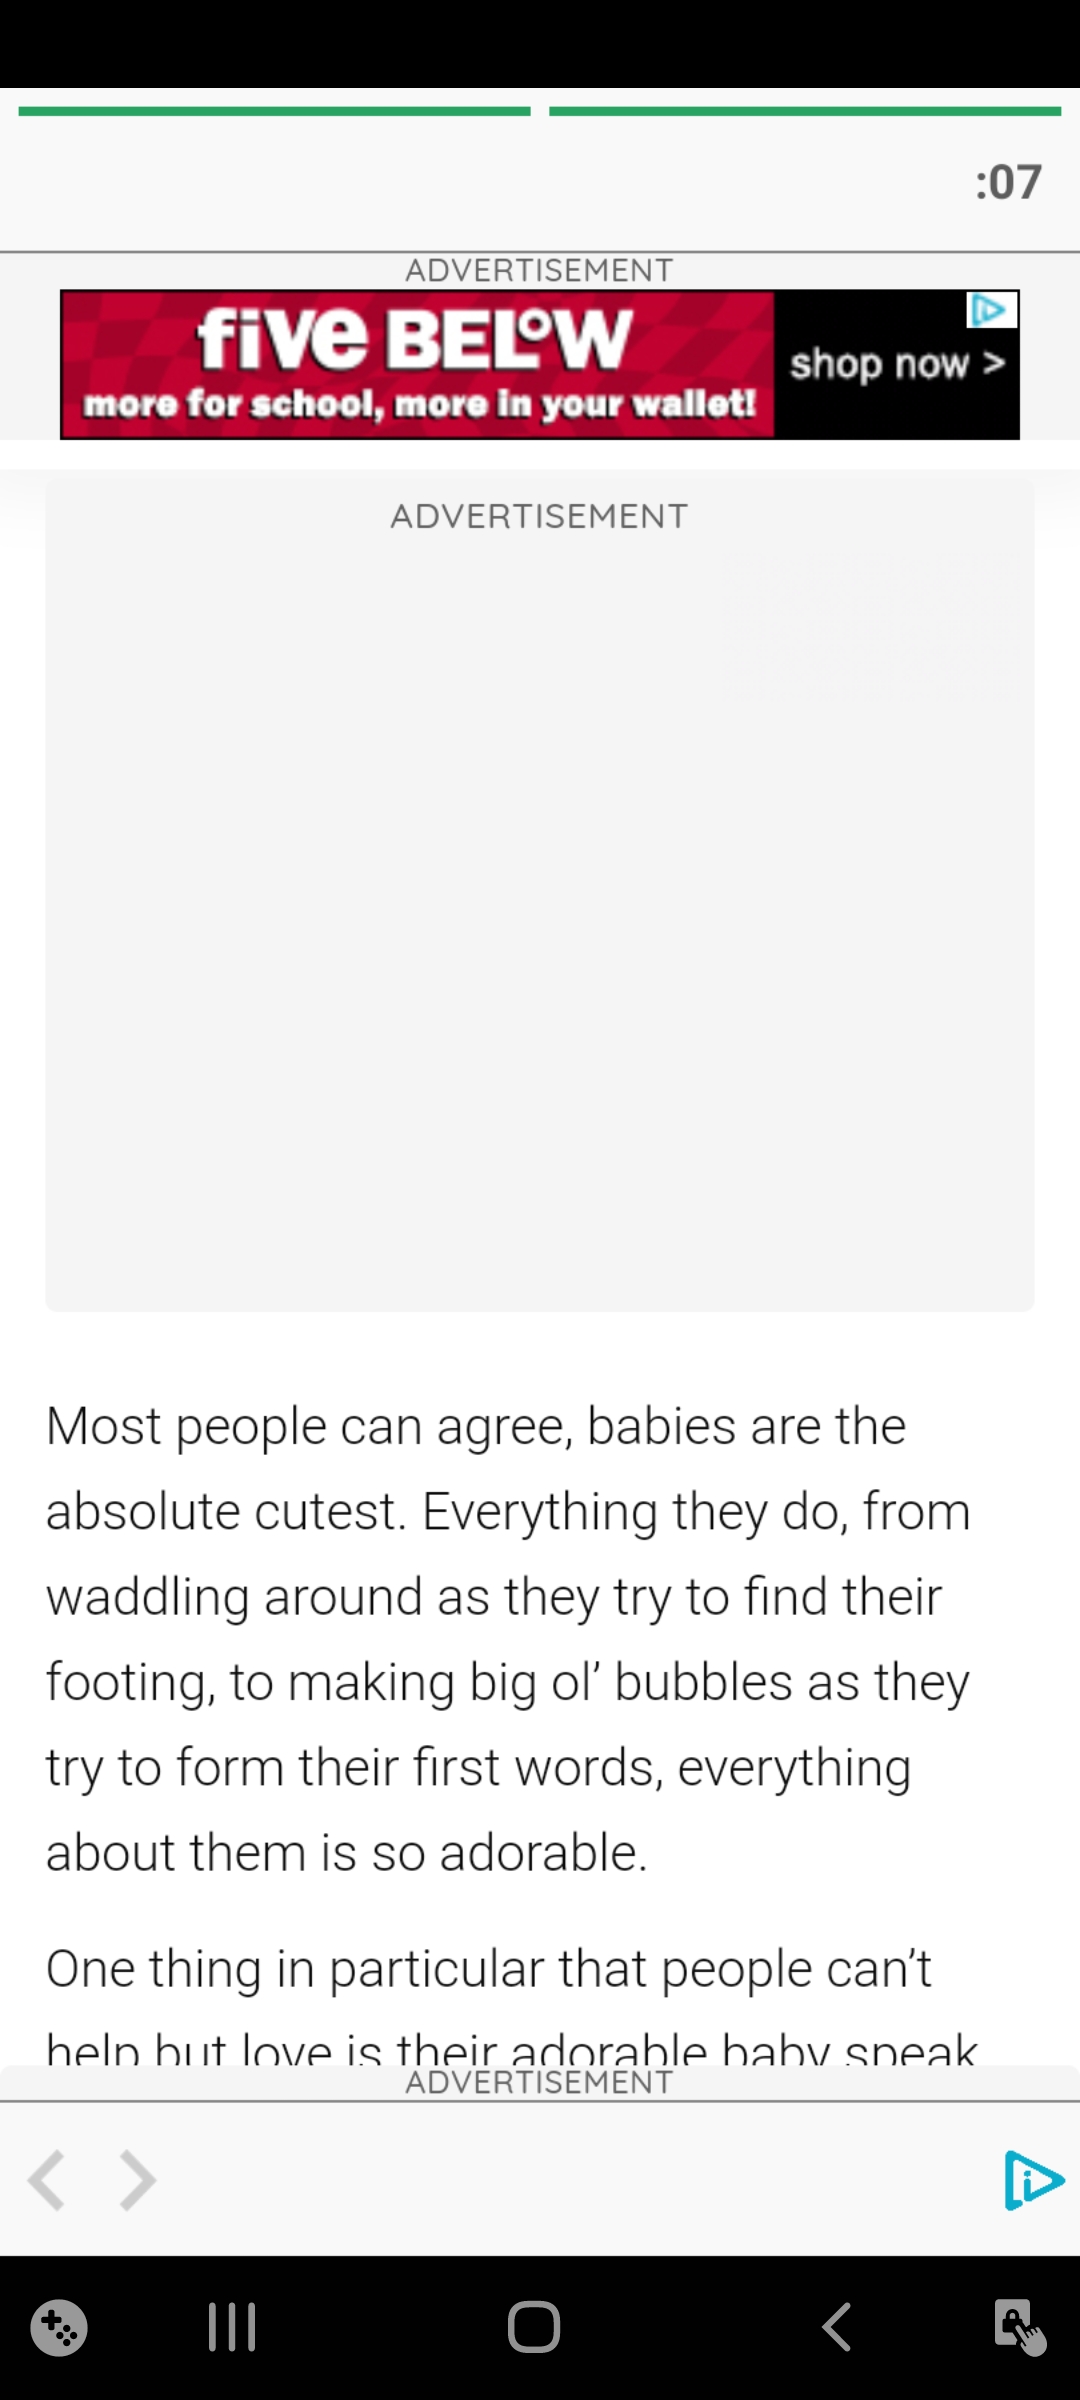 :07
ADVERTISEMENT
five BELOW
more for school, more in your wallet!
shop now >
ADVERTISEMENT
Most people can agree, babies are the
absolute cutest. Everything they do, from
waddling around as they try to find their
footing, to making big ol’ bubbles as they
try to form their first words, everything
about them is so adorable.
One thing in particular that people can’t
help but love is their adorable baby speak
ADVERTISEMENT